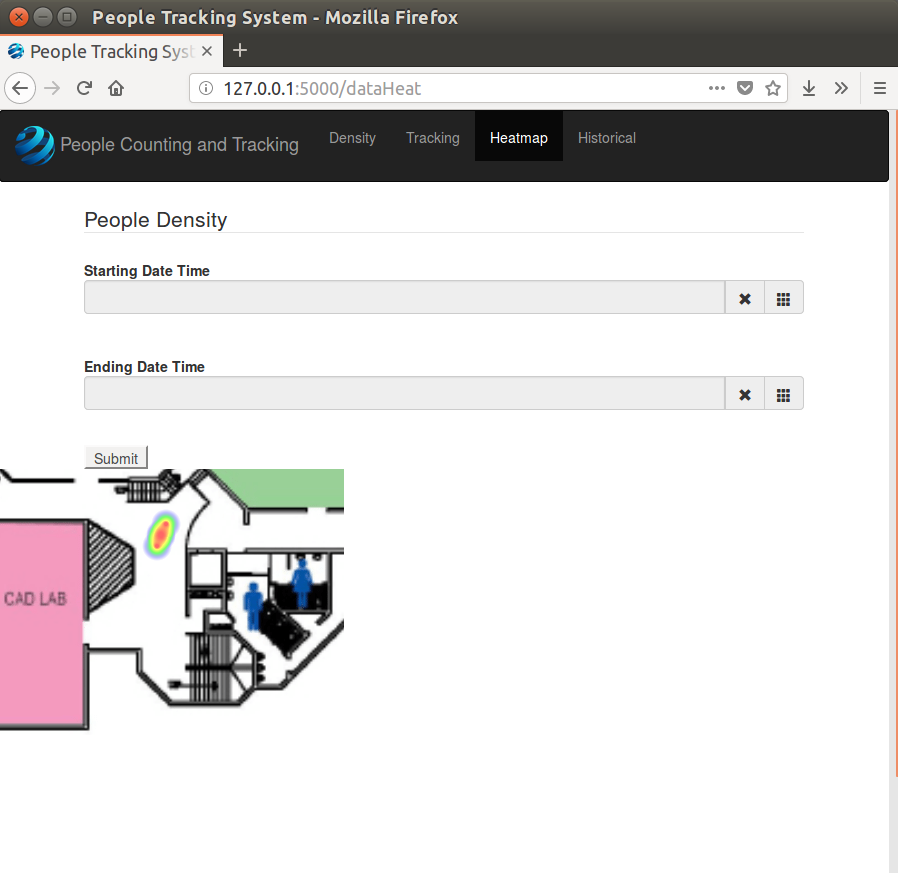 People Tracking System - Mozilla Firefox
People Tracking Syst
127.0.0.1:5000/dataHeat
People Counting and Tracking Density Tracking Heatmap Historical
People Density
Starting Date Time
Ending Date Time
Submit
CAD LAB